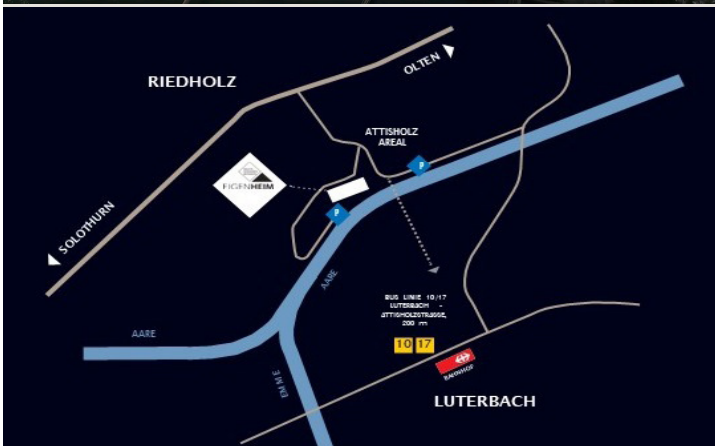 RIEDHOLZ
OLTEN
ATTISHOLZ
AREAL
P
EIGENHEIM
P
SOLOTHURN
AARE
AARE
BUS LINIE 10/17
LUTERBACH -
ATTISHOLZSTRASSE,
200 m
10 17
EMME
BAHNHOF
LUTERBACH